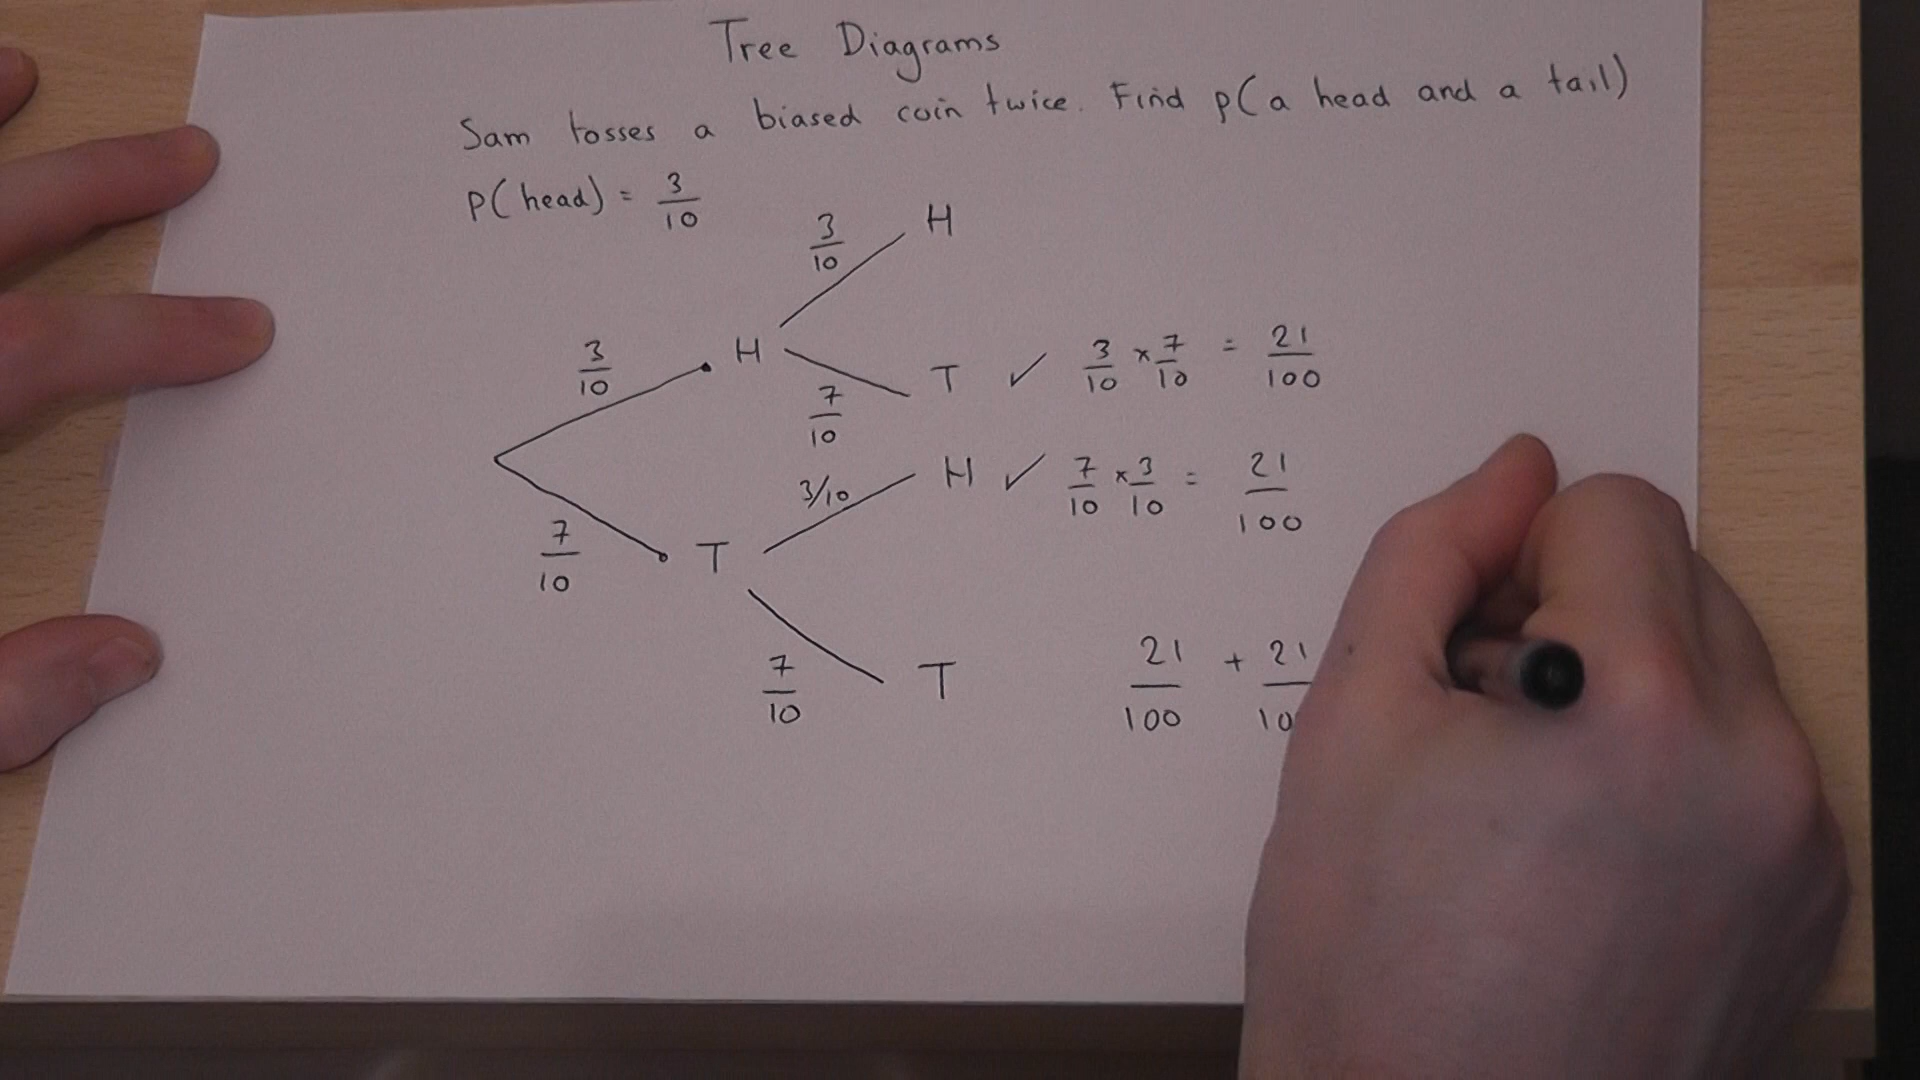 Tree Diagrams
Sam tosses a biased coin twice. Find p(a head and a tail)
p(head) = 3/10
3/10 H
3/10 H
7/10 T ✓ 3/10 × 7/10 = 21/100
3/10 H ✓ 7/10 × 3/10 = 21/100
7/10 T
7/10 T
21/100 + 21/10